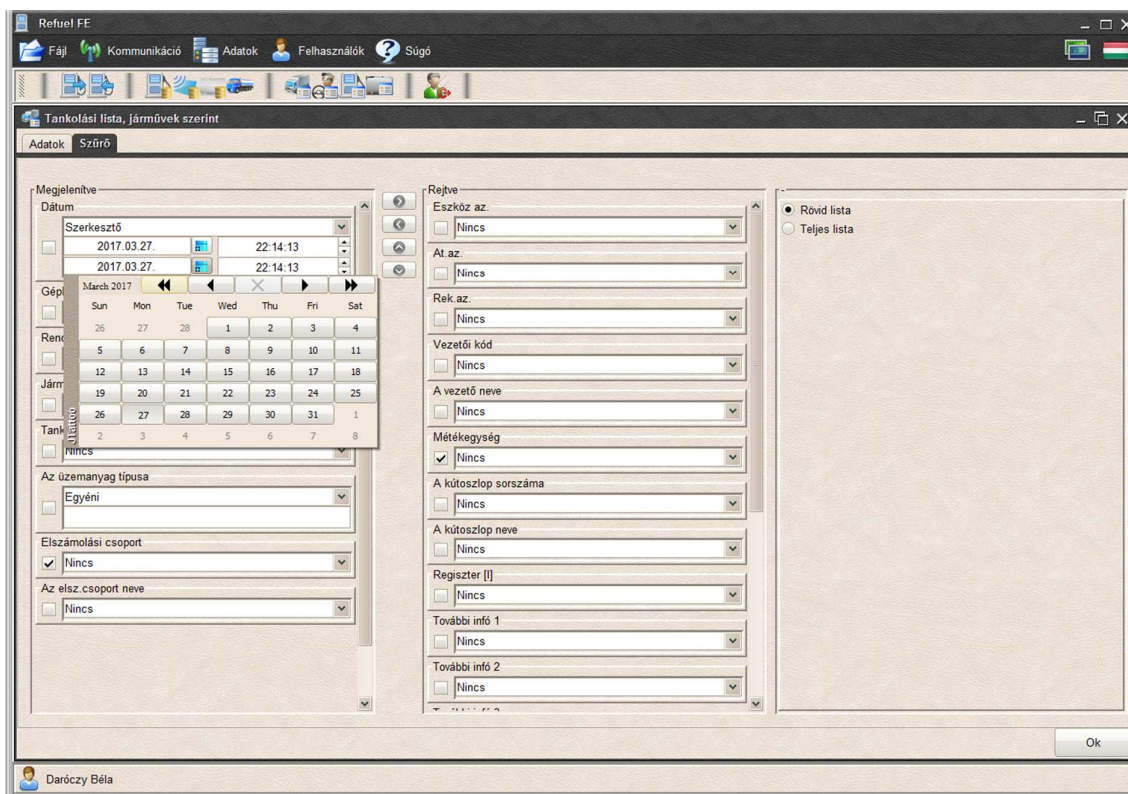 Refuel FE
Fájl Kommunikáció Adatok Felhasználók Súgó
Tankolási lista, járművek szerint
Adatok Szűrő
Megjelenítve
Dátum
Szerkesztő
2017.03.27. 22:14:13
2017.03.27. 22:14:13
March 2017
Sun Mon Tue Wed Thu Fri Sat
26 27 28 1 2 3 4
5 6 7 8 9 10 11
12 13 14 15 16 17 18
19 20 21 22 23 24 25
26 27 28 29 30 31 1
2 3 4 5 6 7 8
JTattoo
Nincs
Az üzemanyag típusa
Egyéni
Elszámolási csoport
Nincs
Az elsz.csoport neve
Nincs
Rejtve
Eszköz az.
Nincs
At.az.
Nincs
Rek.az.
Nincs
Vezetői kód
Nincs
A vezető neve
Nincs
Métékegység
Nincs
A kútoszlop sorszáma
Nincs
A kútoszlop neve
Nincs
Regiszter [l]
Nincs
További infó 1
Nincs
További infó 2
Nincs
-
Rövid lista
Teljes lista
Ok
Daróczy Béla